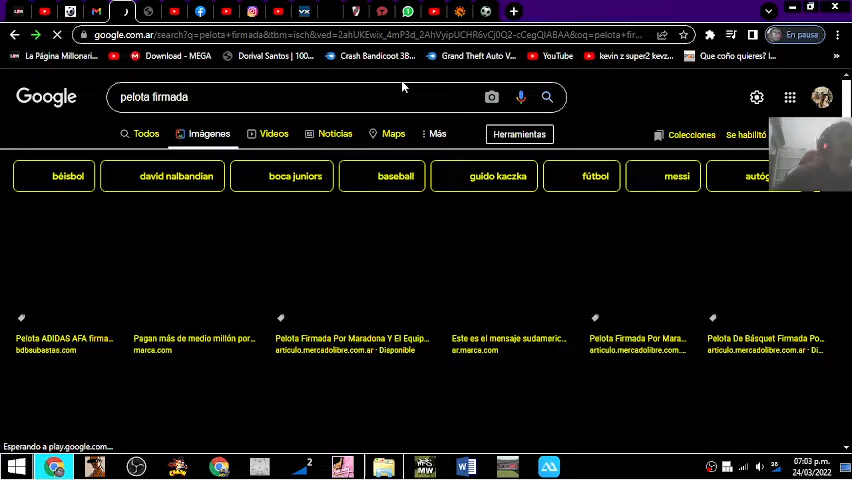 google.com.ar/search?q=pelota+firmada&tbm=isch&ved=2ahUKEwix_4mP3d_2AhVyipUCHR6vCj0Q2-cCegQIABAA&oq=pelota+fir...
En pausa
La Página Millonari...
Download - MEGA
Dorival Santos | 100...
Crash Bandicoot 3B...
Grand Theft Auto V...
YouTube
kevin z super2 kevz...
Que coño quieres? l...
Google
pelota firmada
Todos
Imágenes
Videos
Noticias
Maps
Más
Herramientas
Colecciones
Se habilitó
béisbol
david nalbandian
boca juniors
baseball
guido kaczka
fútbol
messi
autóg
Pelota ADIDAS AFA firma...
bdbsubastas.com
Pagan más de medio millón por...
marca.com
Pelota Firmada Por Maradona Y El Equip...
articulo.mercadolibre.com.ar · Disponible
Este es el mensaje sudameric...
ar.marca.com
Pelota Firmada Por Mara...
articulo.mercadolibre.com....
Pelota De Básquet Firmada Po...
articulo.mercadolibre.com.ar · Di...
Esperando a play.google.com...
2
MW
07:03 p.m.
24/03/2022